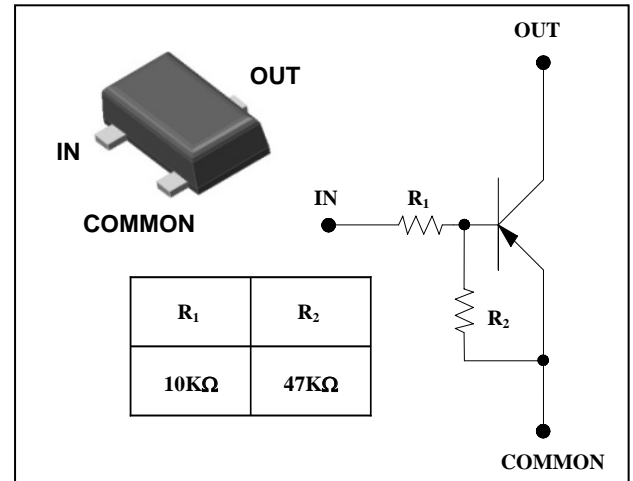 OUT
OUT
IN
COMMON
IN
R₁
R₂
R₁ R₂
10KΩ 47KΩ
COMMON